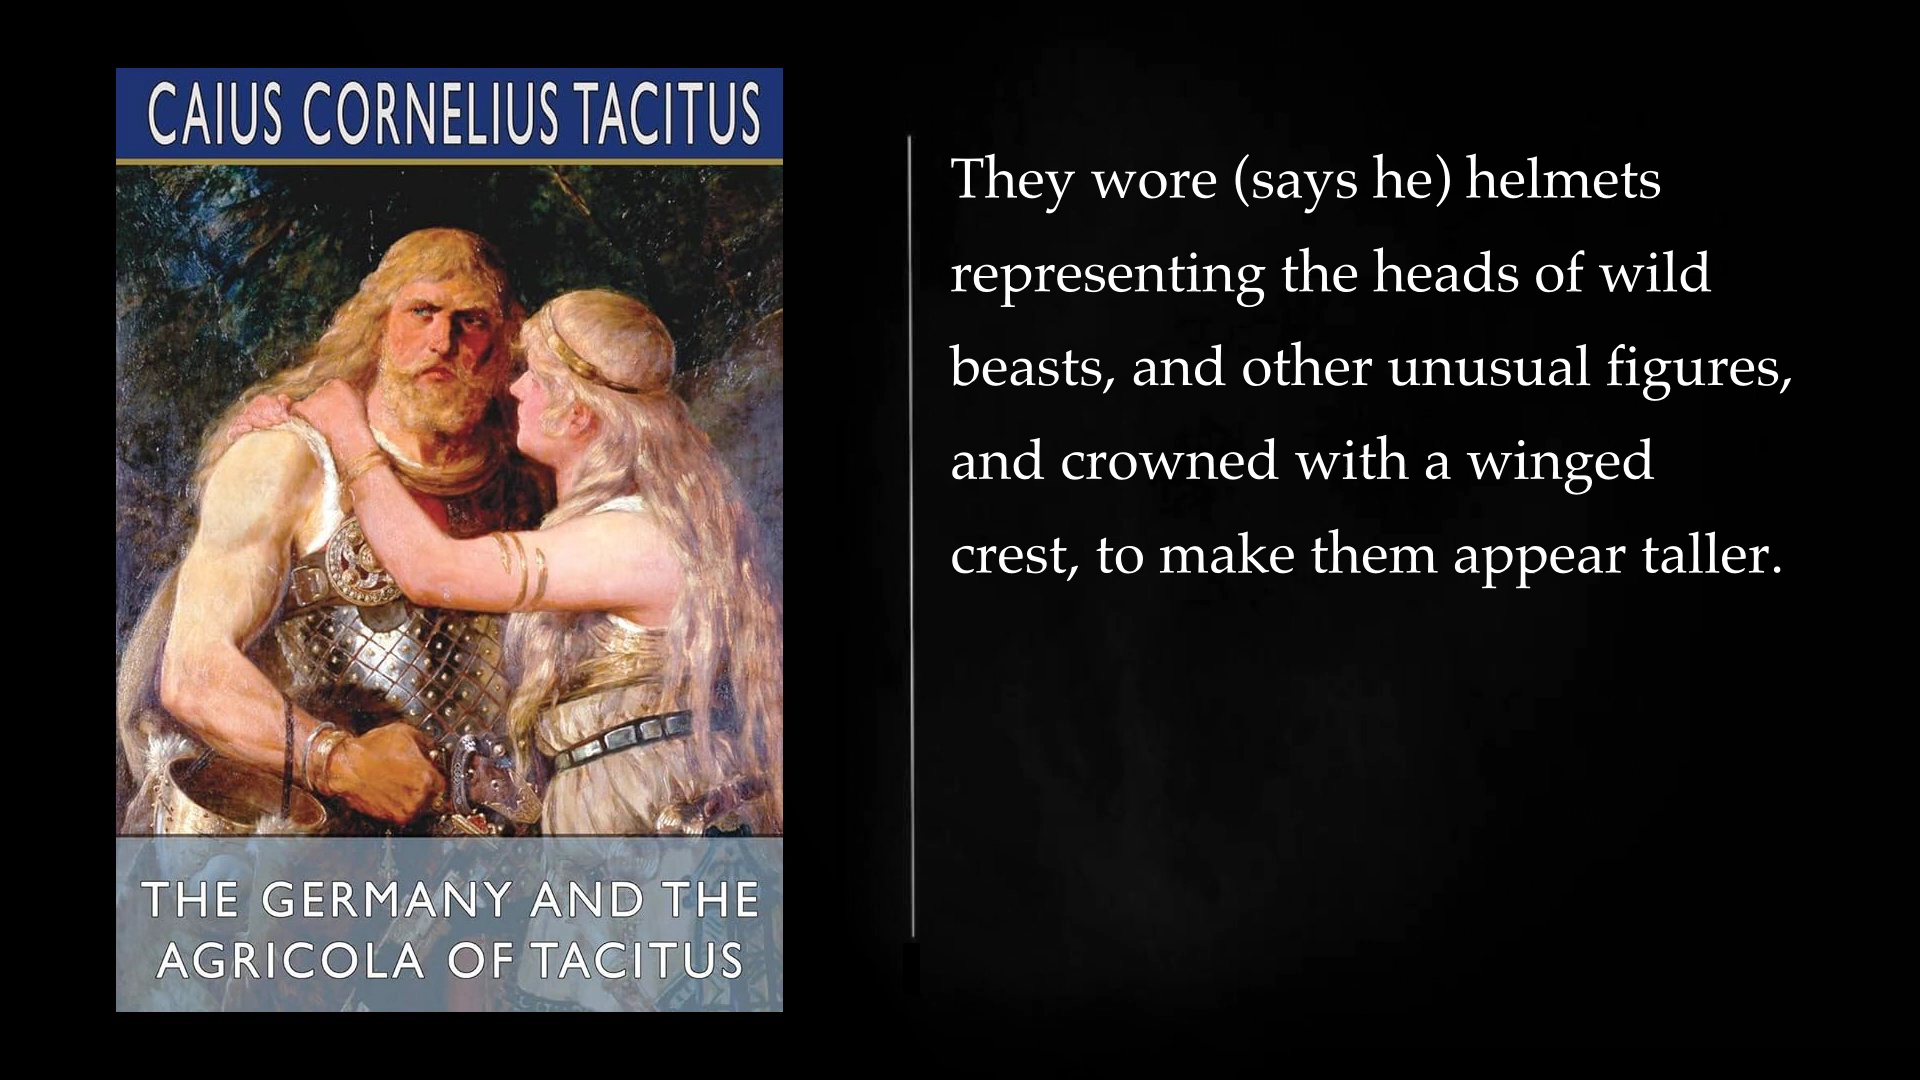 CAIUS CORNELIUS TACITUS
THE GERMANY AND THE
AGRICOLA OF TACITUS
They wore (says he) helmets
representing the heads of wild
beasts, and other unusual figures,
and crowned with a winged
crest, to make them appear taller.